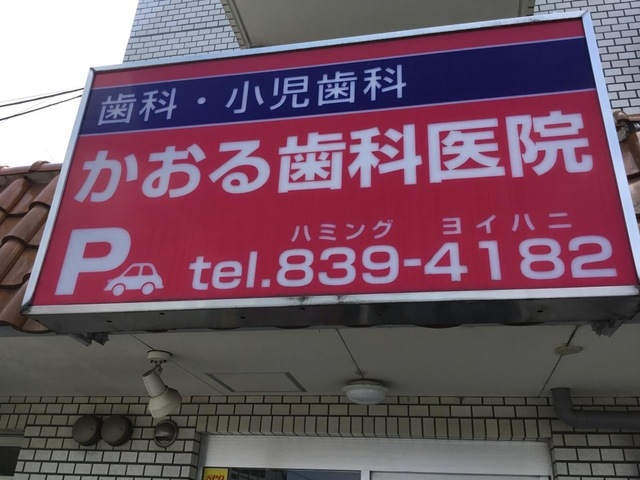 歯科・小児歯科
かおる歯科医院
ハミング ヨイハニ
P tel.839-4182